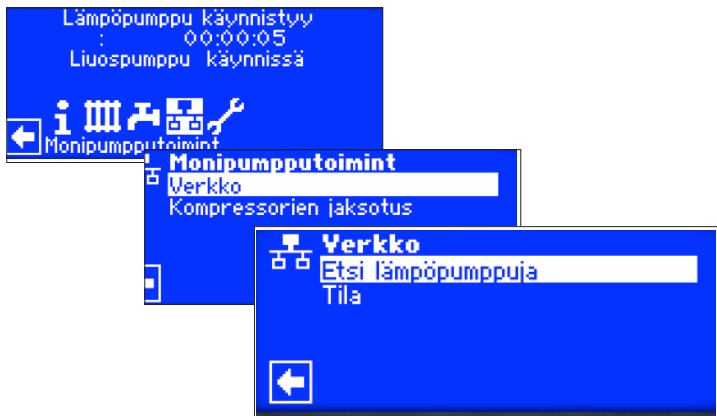 Lämpöpumppu käynnistyy
: 00:00:05
Liuospumppu käynnissä
Monipumpputoimint
Monipumpputoimint
Verkko
Kompressorien jaksotus
Verkko
Etsi lämpöpumppuja
Tila